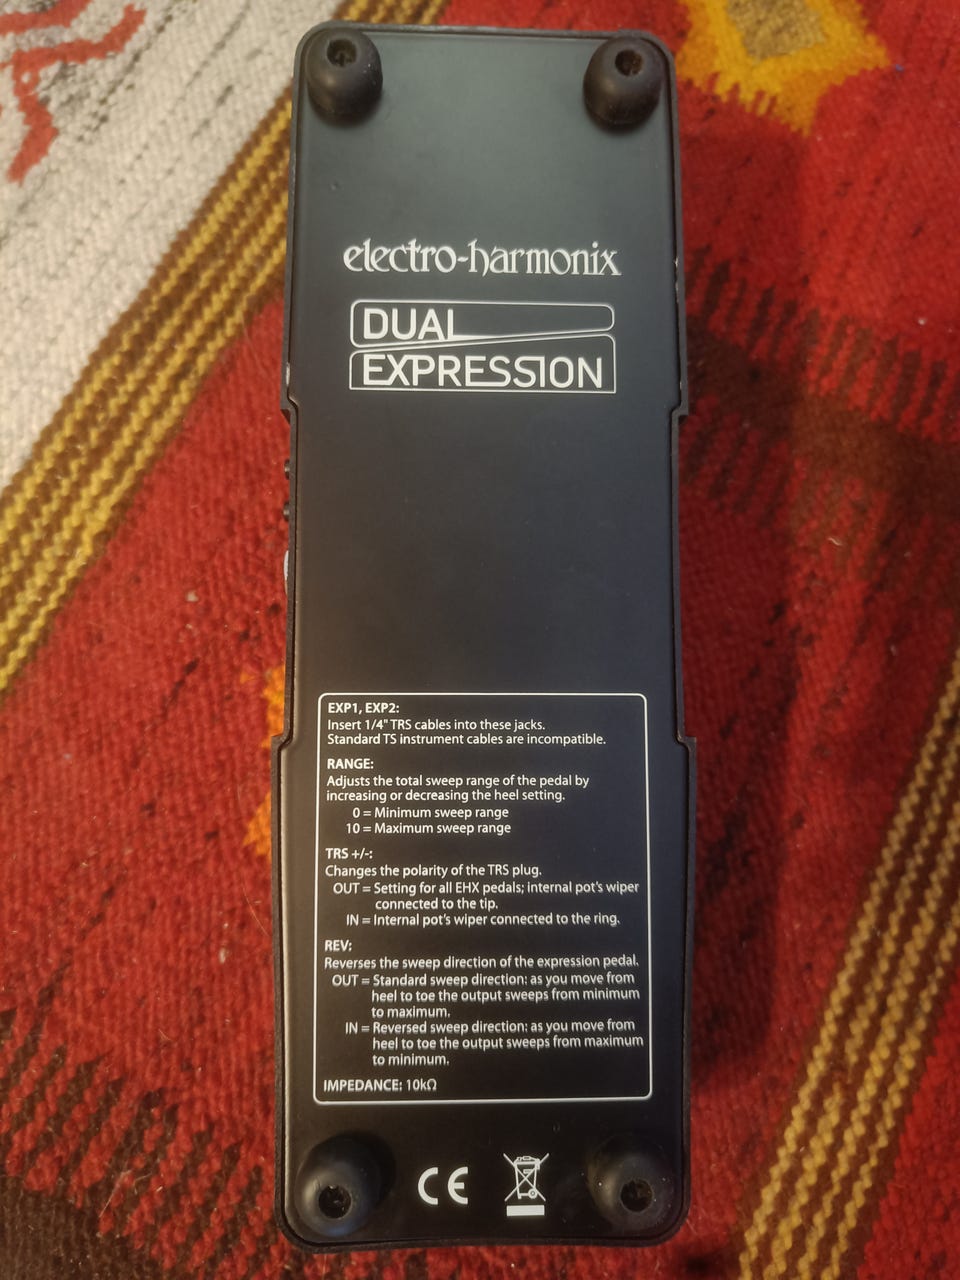 electro-harmonix
DUAL
EXPRESSION
EXP1, EXP2:
Insert 1/4" TRS cables into these jacks.
Standard TS instrument cables are incompatible.
RANGE:
Adjusts the total sweep range of the pedal by
increasing or decreasing the heel setting.
0 = Minimum sweep range
10 = Maximum sweep range
TRS +/-:
Changes the polarity of the TRS plug.
OUT = Setting for all EHX pedals; internal pot's wiper
connected to the tip.
IN = Internal pot's wiper connected to the ring.
REV:
Reverses the sweep direction of the expression pedal.
OUT = Standard sweep direction: as you move from
heel to toe the output sweeps from minimum
to maximum.
IN = Reversed sweep direction: as you move from
heel to toe the output sweeps from maximum
to minimum.
IMPEDANCE: 10kΩ
CE